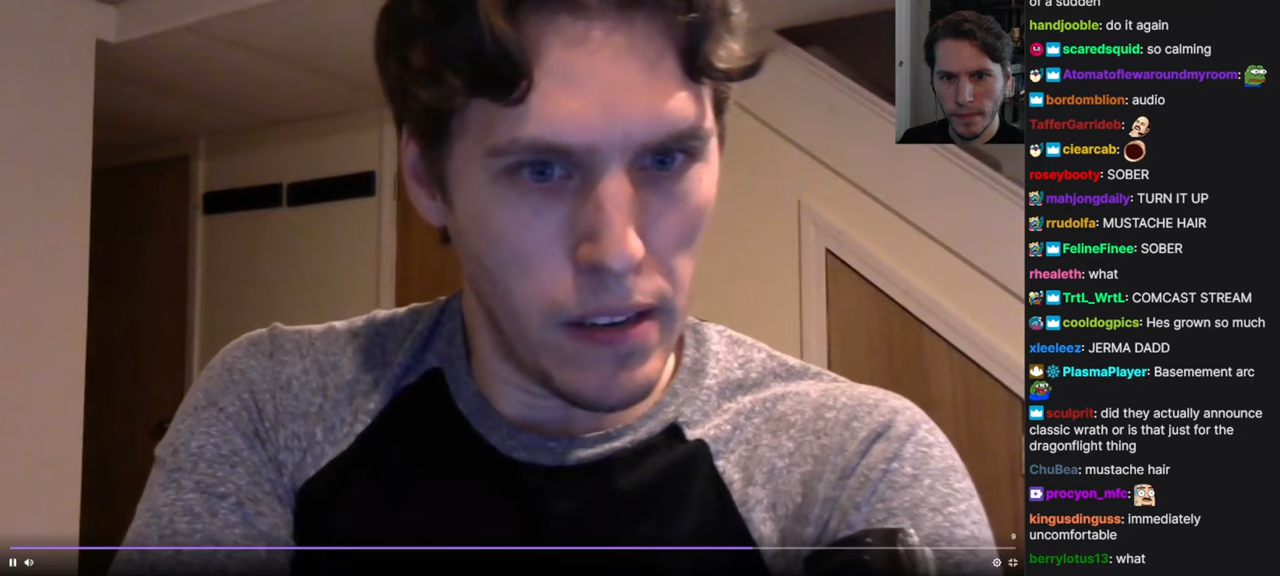 of a sudden
handjooble: do it again
scaredsquid: so calming
Atomatoflewaroundmyroom:
bordomblion: audio
TafferGarrideb:
ciearcab:
roseybooty: SOBER
mahjongdaily: TURN IT UP
rrudolfa: MUSTACHE HAIR
FelineFinee: SOBER
rhealeth: what
TrtL_WrtL: COMCAST STREAM
cooldogpics: Hes grown so much
xleeleez: JERMA DADD
PlasmaPlayer: Basemement arc
sculprit: did they actually announce
classic wrath or is that just for the
dragonflight thing
ChuBea: mustache hair
procyon_mfc:
kingusdinguss: immediately
uncomfortable
berrylotus13: what
9